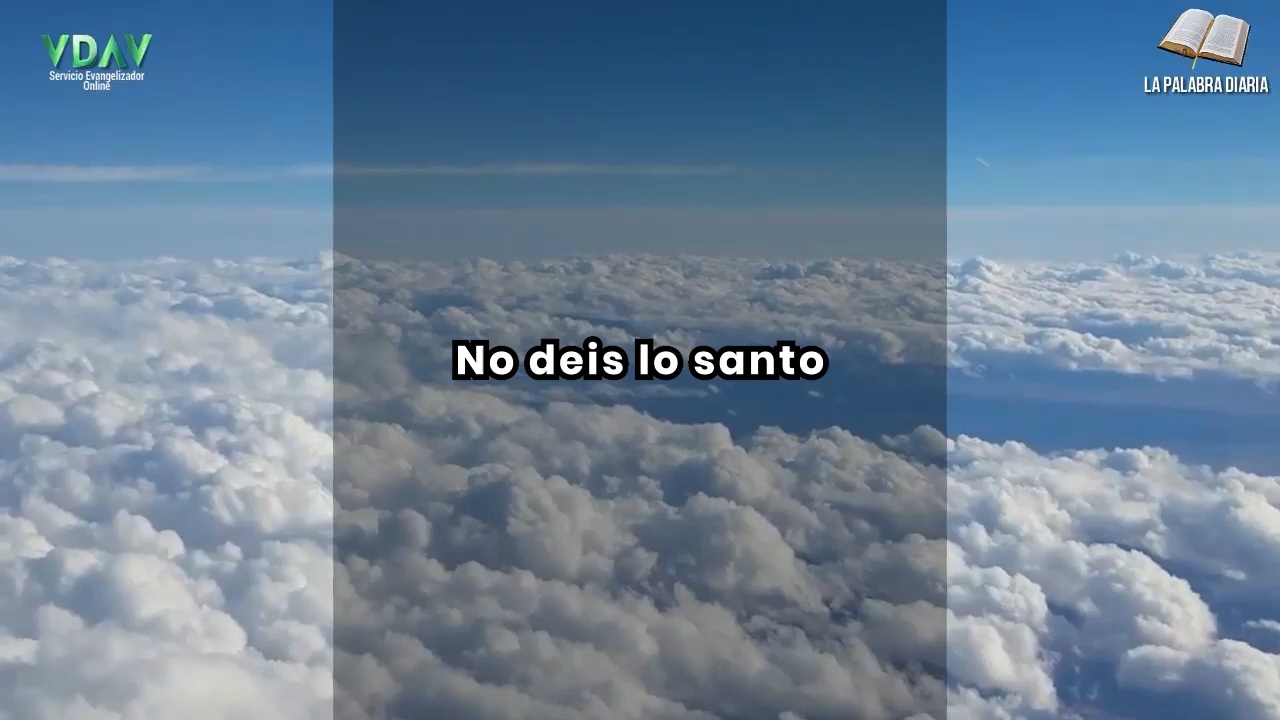 VDAV
Servicio Evangelizador
Online
LA PALABRA DIARIA
No deis lo santo